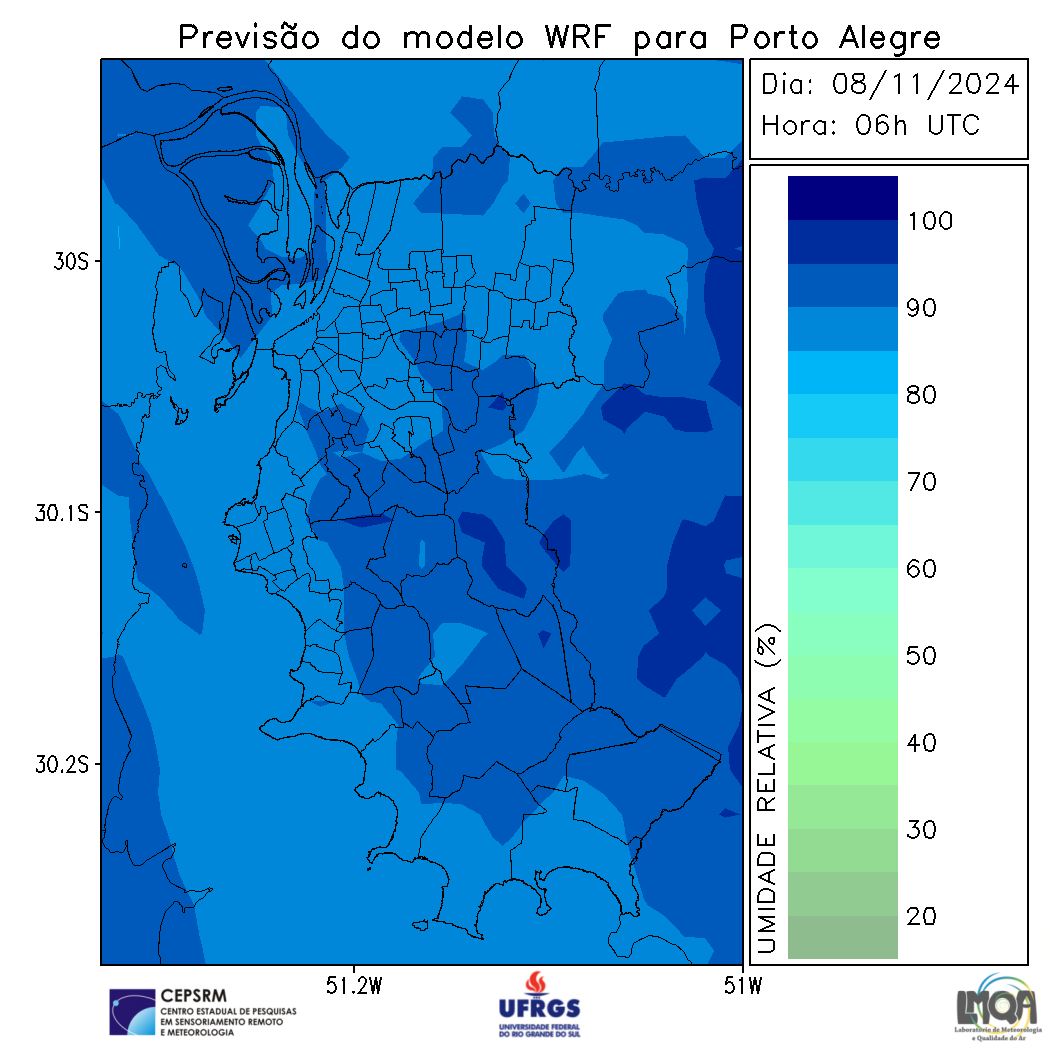 Previsão do modelo WRF para Porto Alegre
Dia: 08/11/2024
Hora: 06h UTC
100
90
80
70
60
50
40
30
20
UMIDADE RELATIVA (%)
30S
30.1S
30.2S
51.2W
51W
CEPSRM
CENTRO ESTADUAL DE PESQUISAS
EM SENSORIAMENTO REMOTO
E METEOROLOGIA
UFRGS
UNIVERSIDADE FEDERAL
DO RIO GRANDE DO SUL
LMQA
Laboratório de Meteorologia
e Qualidade do Ar